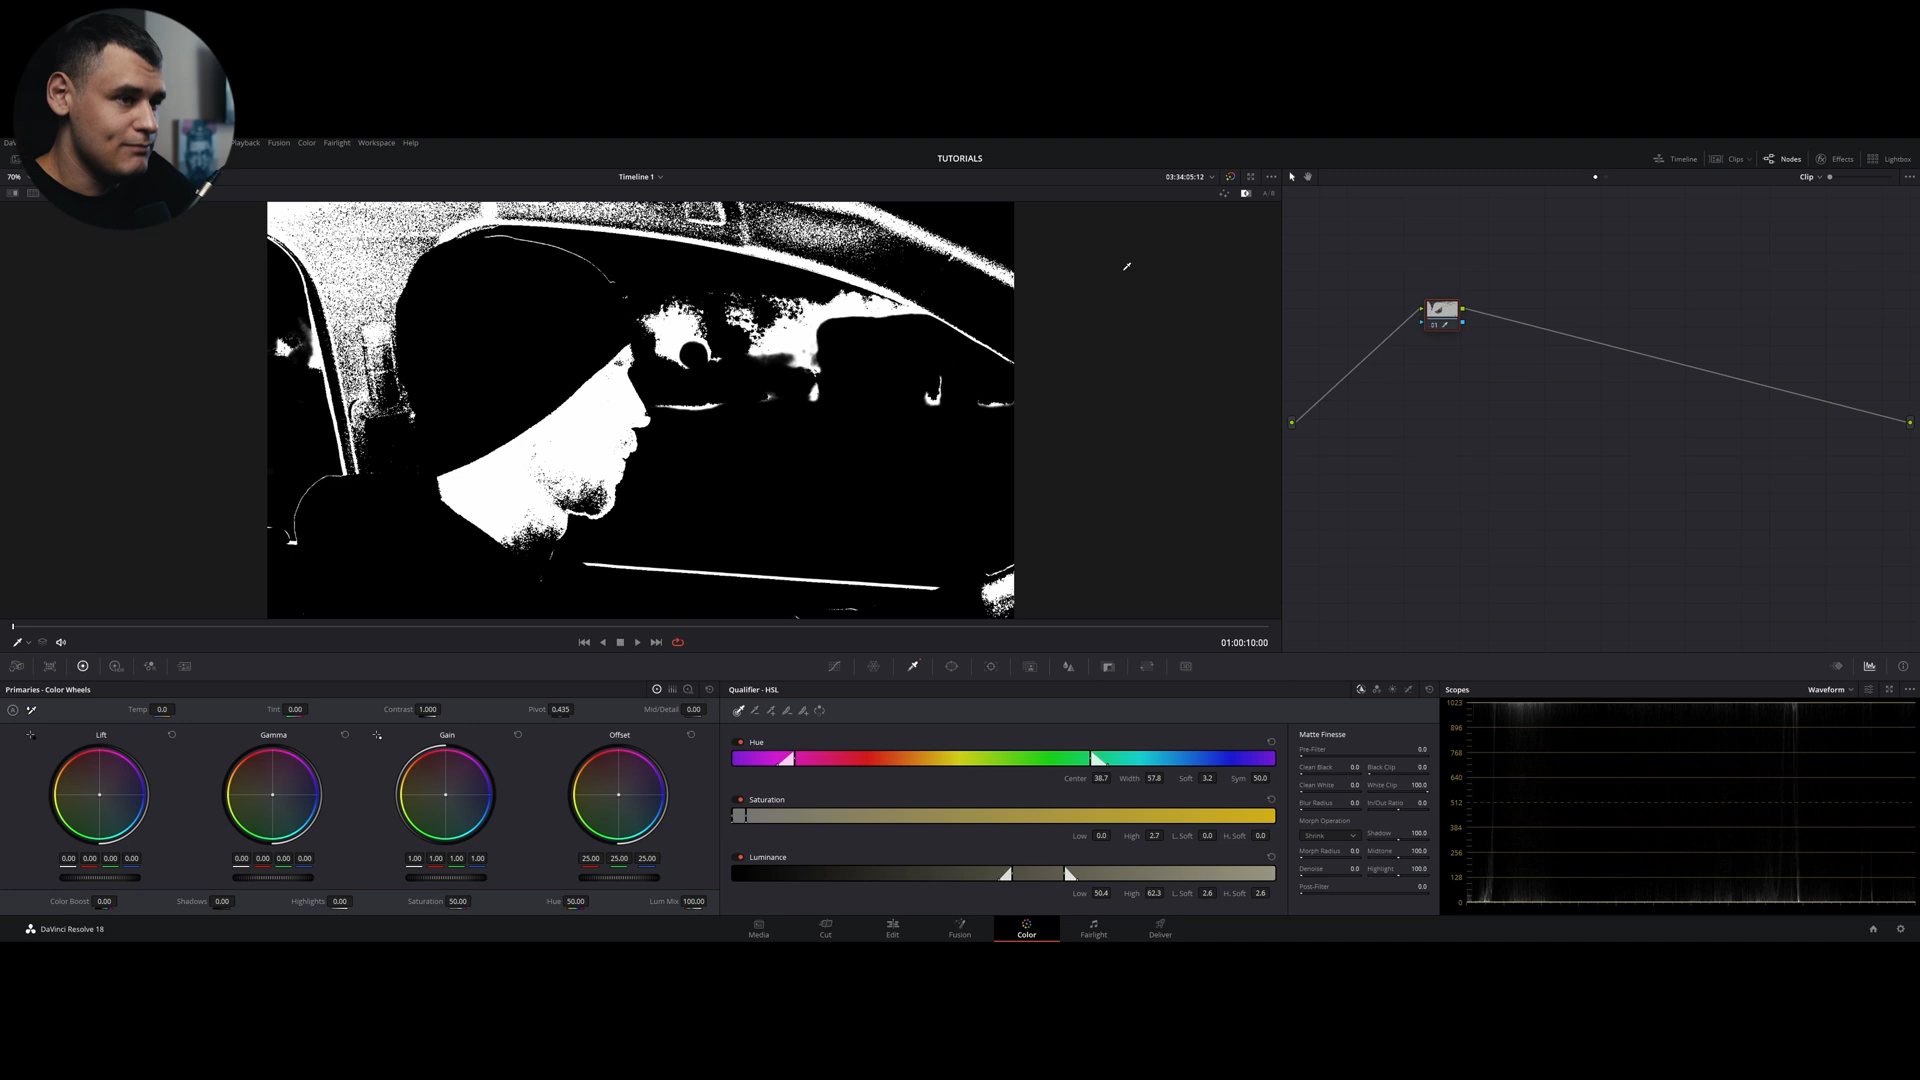 DaV
Playback Fusion Color Fairlight Workspace Help
TUTORIALS
Timeline Clips Nodes Effects Lightbox
70%
Timeline 1
03:34:05:12
Clip
A/B
01
01:00:10:00
Primaries - Color Wheels
Temp 0.0 Tint 0.00 Contrast 1.000 Pivot 0.435 Mid/Detail 0.00
Lift Gamma Gain Offset
0.00 0.00 0.00 0.00 0.00 0.00 0.00 0.00 1.00 1.00 1.00 1.00 25.00 25.00 25.00
Color Boost 0.00 Shadows 0.00 Highlights 0.00 Saturation 50.00 Hue 50.00 Lum Mix 100.00
Qualifier - HSL
Hue
Center 38.7 Width 57.8 Soft 3.2 Sym 50.0
Saturation
Low 0.0 High 2.7 L. Soft 0.0 H. Soft 0.0
Luminance
Low 50.4 High 62.3 L. Soft 2.6 H. Soft 2.6
Matte Finesse
Pre-Filter 0.0
Clean Black 0.0 Black Clip 0.0
Clean White 0.0 White Clip 100.0
Blur Radius 0.0 In/Out Ratio 0.0
Morph Operation
Shrink Shadow 100.0
Morph Radius 0.0 Midtone 100.0
Denoise 0.0 Highlight 100.0
Post-Filter 0.0
Scopes
Waveform
1023
896
768
640
512
384
256
128
0
DaVinci Resolve 18
Media Cut Edit Fusion Color Fairlight Deliver